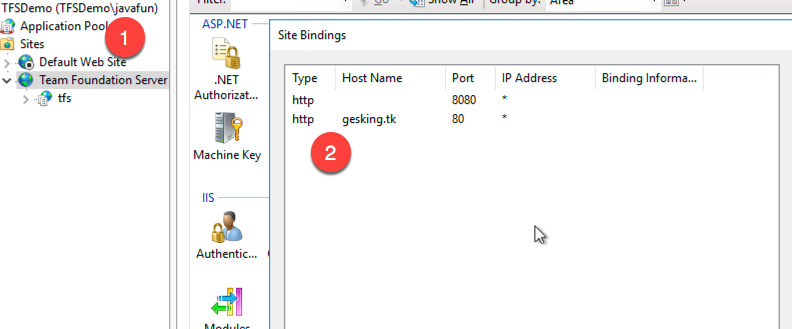 TFSDemo (TFSDemo\javafun)
Application Pool
Sites
Default Web Site
Team Foundation Server
tfs
1
Filter:
Go
Show All
Group by:
Area
ASP.NET
.NET
Authorizat...
Machine Key
IIS
Authentic...
Modules
Site Bindings
Type Host Name Port IP Address Binding Informa...
http 8080 *
http gesking.tk 80 *
2